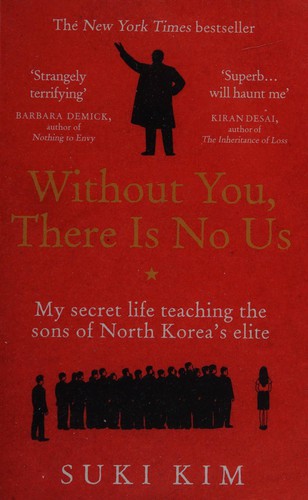 The New York Times bestseller
‘Strangely
terrifying’
BARBARA DEMICK,
author of
Nothing to Envy
‘Superb…
will haunt me’
KIRAN DESAI,
author of
The Inheritance of Loss
Without You,
There Is No Us
My secret life teaching the
sons of North Korea’s elite
SUKI KIM